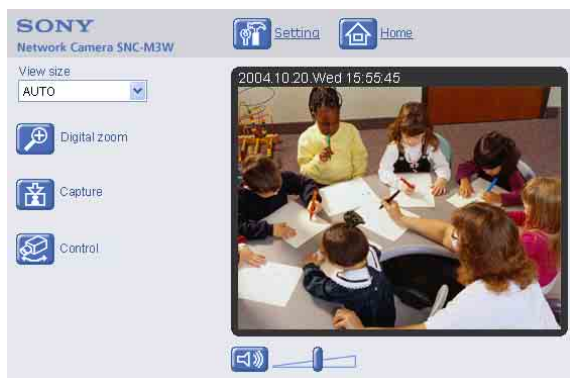 SONY
Network Camera SNC-M3W
Setting
Home
View size
AUTO
2004.10.20.Wed 15:55:45
Digital zoom
Capture
Control